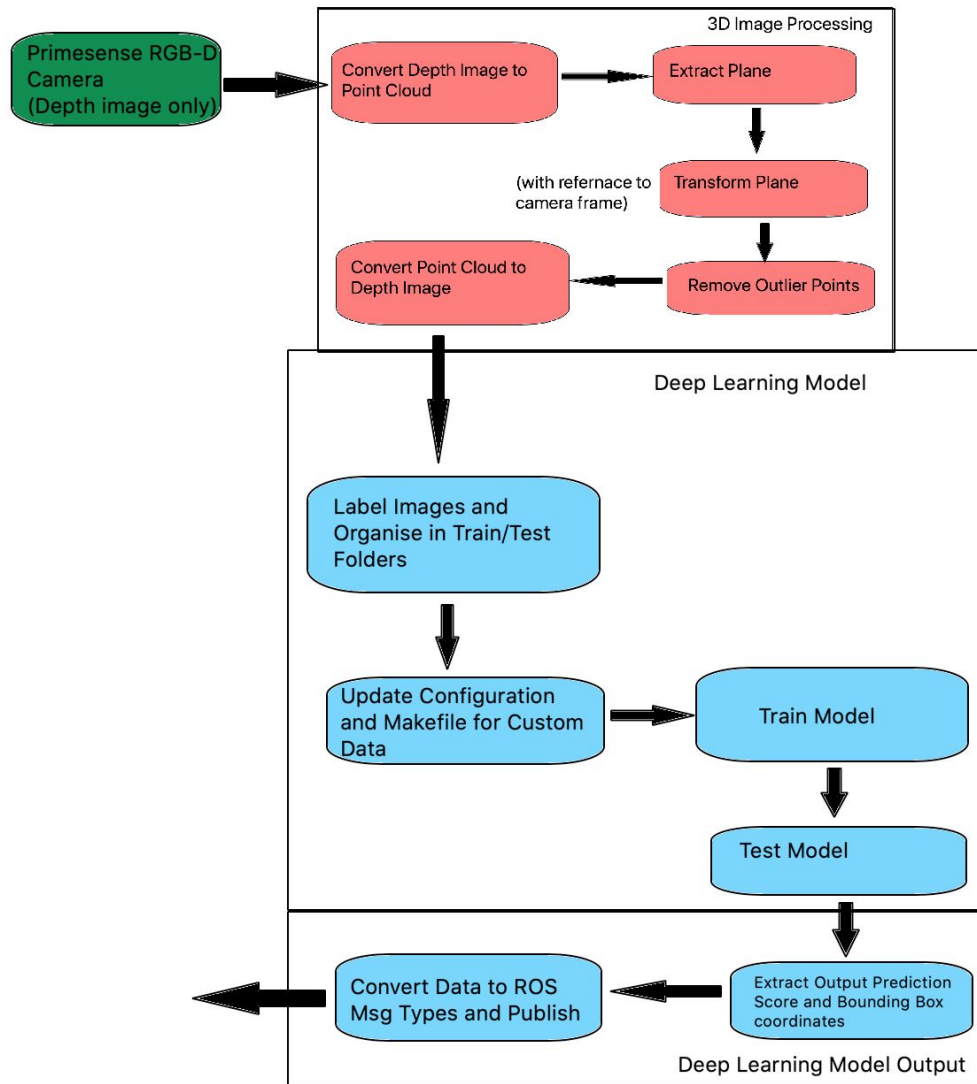 Primesense RGB-D
Camera
(Depth image only)
3D Image Processing
Convert Depth Image to
Point Cloud
Extract Plane
(with refernace to
camera frame)
Transform Plane
Remove Outlier Points
Convert Point Cloud to
Depth Image
Deep Learning Model
Label Images and
Organise in Train/Test
Folders
Update Configuration
and Makefile for Custom
Data
Train Model
Test Model
Extract Output Prediction
Score and Bounding Box
coordinates
Convert Data to ROS
Msg Types and Publish
Deep Learning Model Output